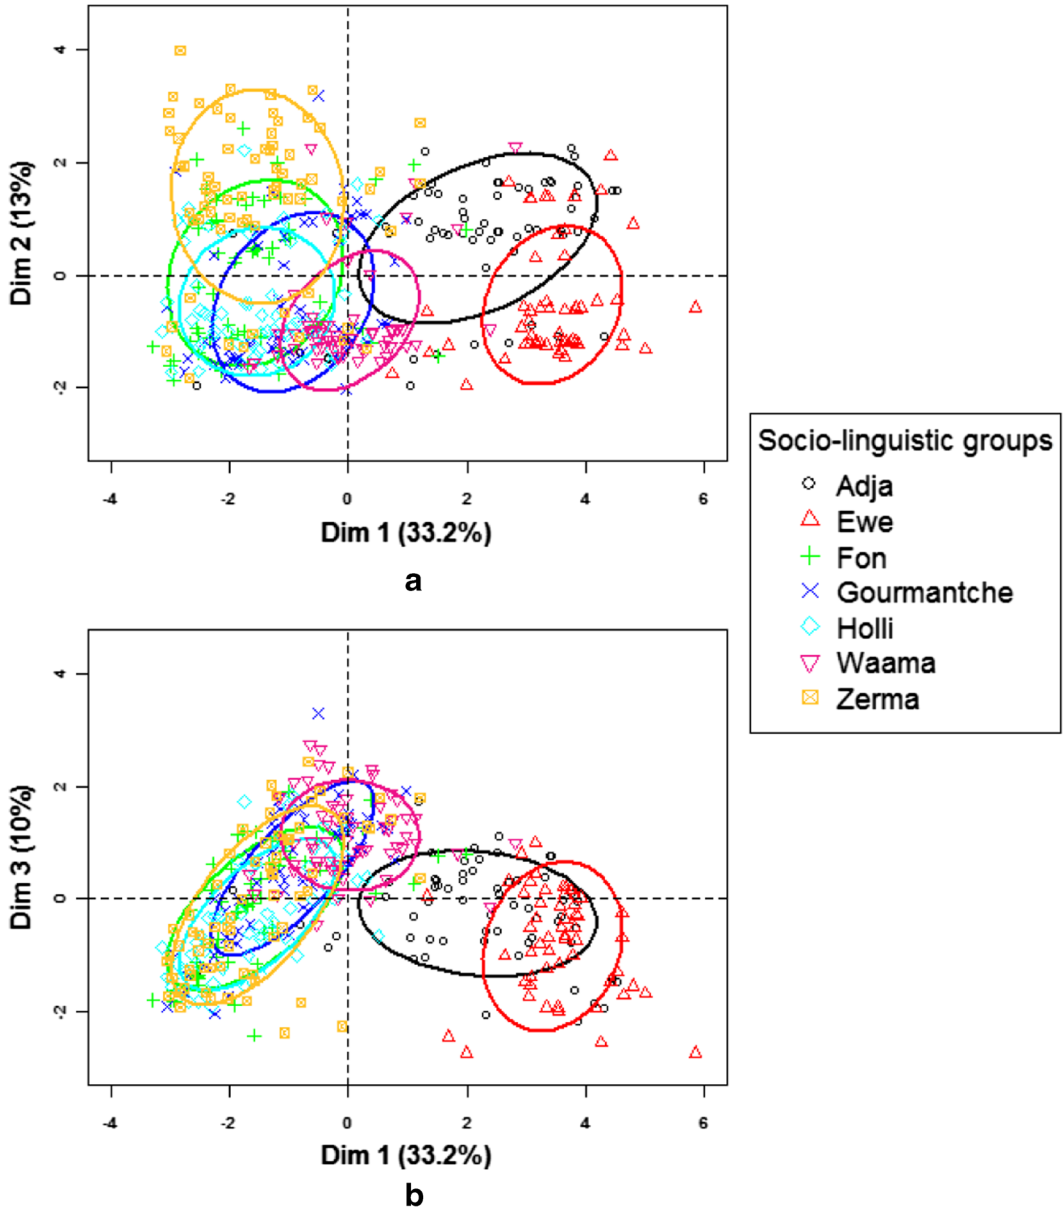 4
2
0
-2
Dim 2 (13%)
-4 -2 0 2 4 6
Dim 1 (33.2%)
a
Socio-linguistic groups
Adja
Ewe
Fon
Gourmantche
Holli
Waama
Zerma
4
2
0
-2
Dim 3 (10%)
-4 -2 0 2 4 6
Dim 1 (33.2%)
b